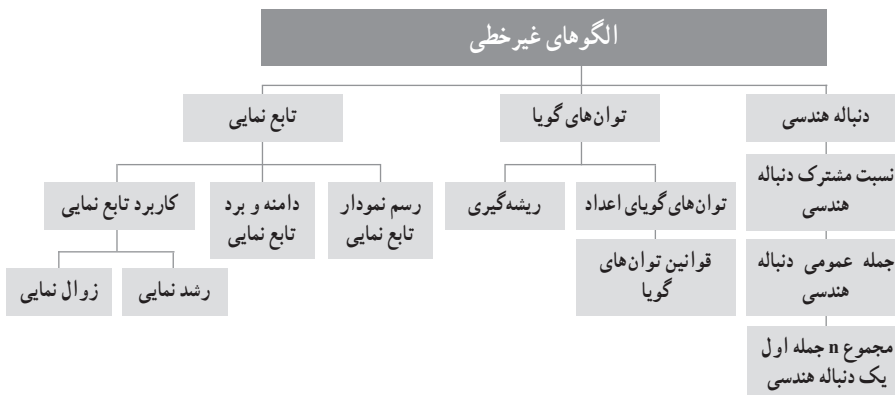 الگوهای غیرخطی
دنباله هندسی
توان‌های گویا
تابع نمایی
نسبت مشترک دنباله
هندسی
توان‌های گویای اعداد
ریشه‌گیری
رسم نمودار
تابع نمایی
دامنه و برد
تابع نمایی
کاربرد تابع نمایی
جمله عمومی دنباله
هندسی
قوانین توان‌های
گویا
رشد نمایی
زوال نمایی
مجموع n جمله اول
یک دنباله هندسی